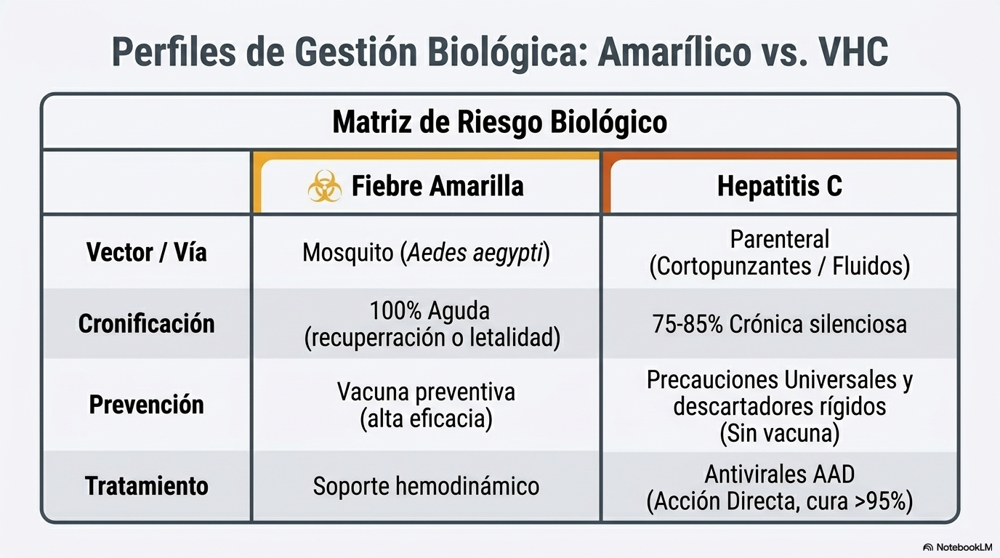 Perfiles de Gestión Biológica: Amarílico vs. VHC
Matriz de Riesgo Biológico
Fiebre Amarilla
Hepatitis C
Vector / Vía
Mosquito (Aedes aegypti)
Parenteral
(Cortopunzantes / Fluidos)
Cronificación
100% Aguda
(recuperración o letalidad)
75-85% Crónica silenciosa
Prevención
Vacuna preventiva
(alta eficacia)
Precauciones Universales y
descartadores rígidos
(Sin vacuna)
Tratamiento
Soporte hemodinámico
Antivirales AAD
(Acción Directa, cura >95%)
NotebookLM